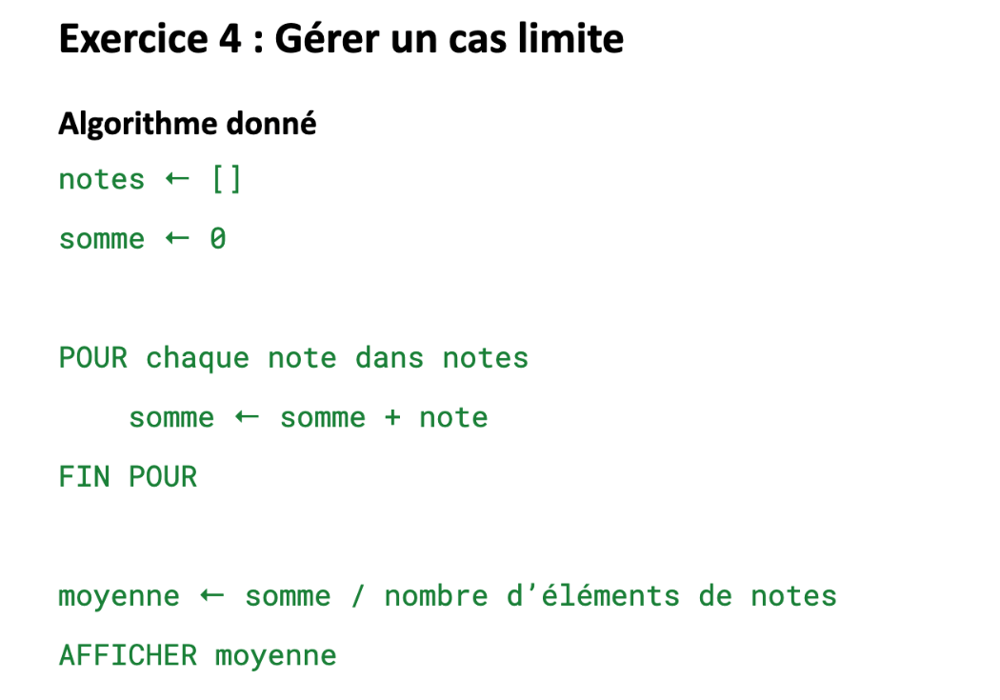 Exercice 4 : Gérer un cas limite
Algorithme donné
notes ← []
somme ← 0
POUR chaque note dans notes
    somme ← somme + note
FIN POUR
moyenne ← somme / nombre d’éléments de notes
AFFICHER moyenne